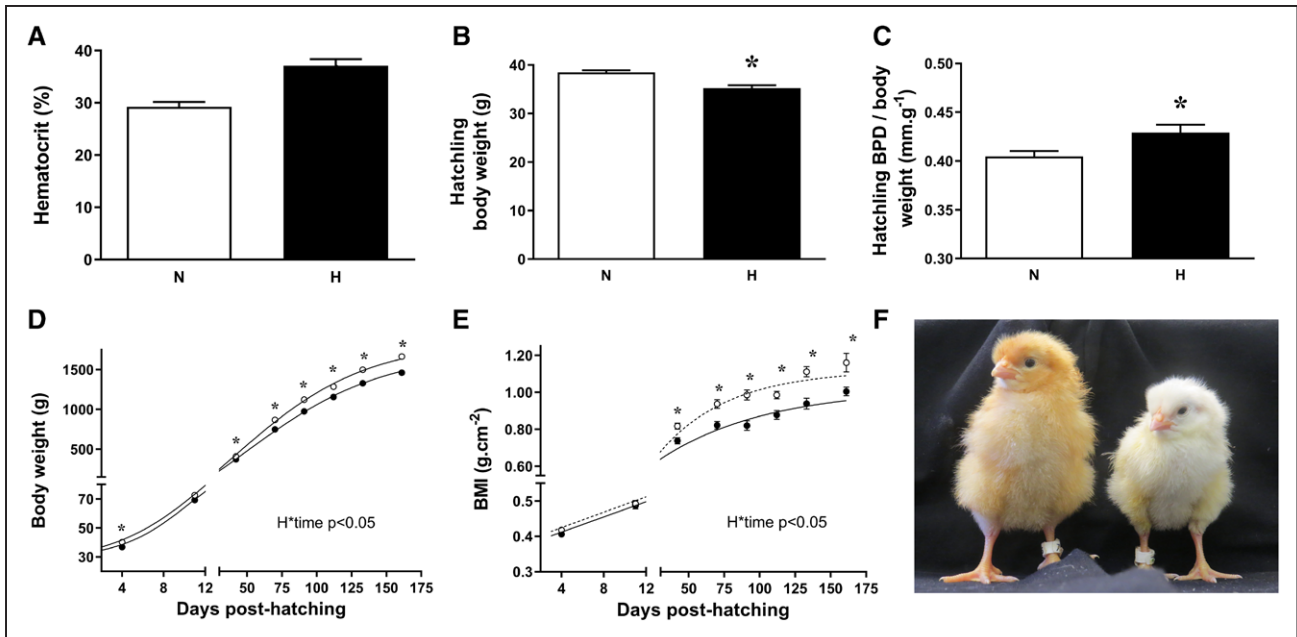 A
Hematocrit (%)
40
30
20
10
0
N
H
B
Hatchling
body weight (g)
40
30
20
10
0
*
N
H
C
Hatchling BPD / body
weight (mm.g⁻¹)
0.50
0.45
0.40
0.35
0.30
*
N
H
D
Body weight (g)
1500
1000
500
70
50
30
* * * * * * *
H*time p<0.05
4
12
50
75
100
125
150
175
Days post-hatching
E
BMI (g.cm⁻²)
1.20
1.00
0.80
0.60
0.5
0.4
0.3
* * * * * *
H*time p<0.05
4
12
50
75
100
125
150
175
Days post-hatching
F